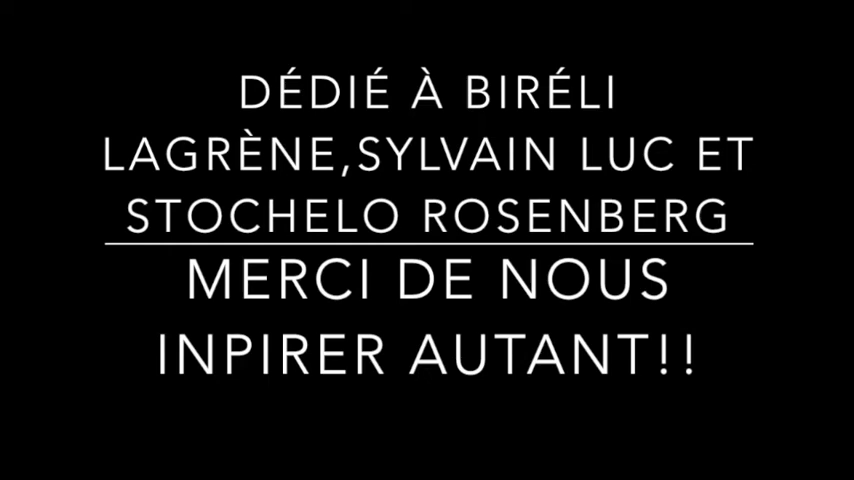 DÉDIÉ À BIRÉLI
LAGRÈNE,SYLVAIN LUC ET
STOCHELO ROSENBERG
MERCI DE NOUS
INPIRER AUTANT!!